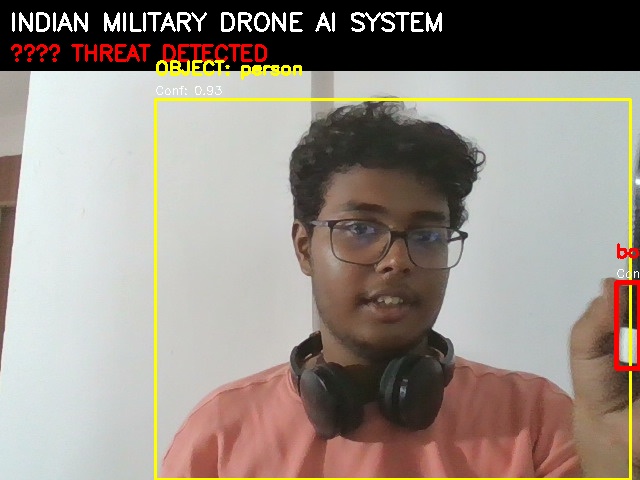 INDIAN MILITARY DRONE AI SYSTEM
???? THREAT DETECTED
OBJECT: person
Conf: 0.93